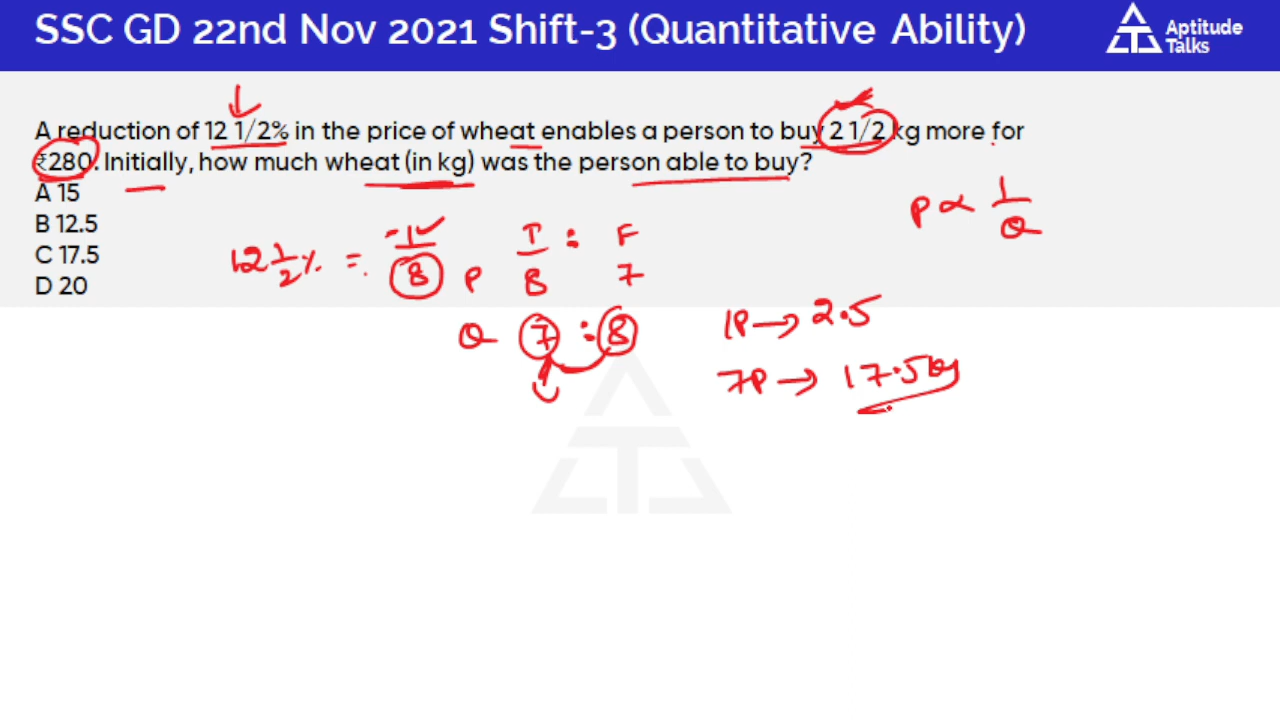 SSC GD 22nd Nov 2021 Shift-3 (Quantitative Ability)
Aptitude
Talks
A reduction of 12 1/2% in the price of wheat enables a person to buy 2 1/2 kg more for
₹280. Initially, how much wheat (in kg) was the person able to buy?
A 15
B 12.5
C 17.5
D 20
P ∝ 1/Q
12 1/2 % = -1/8
I : F
P 8 7
Q 7 : 8
1P → 2.5
7P → 17.5kg